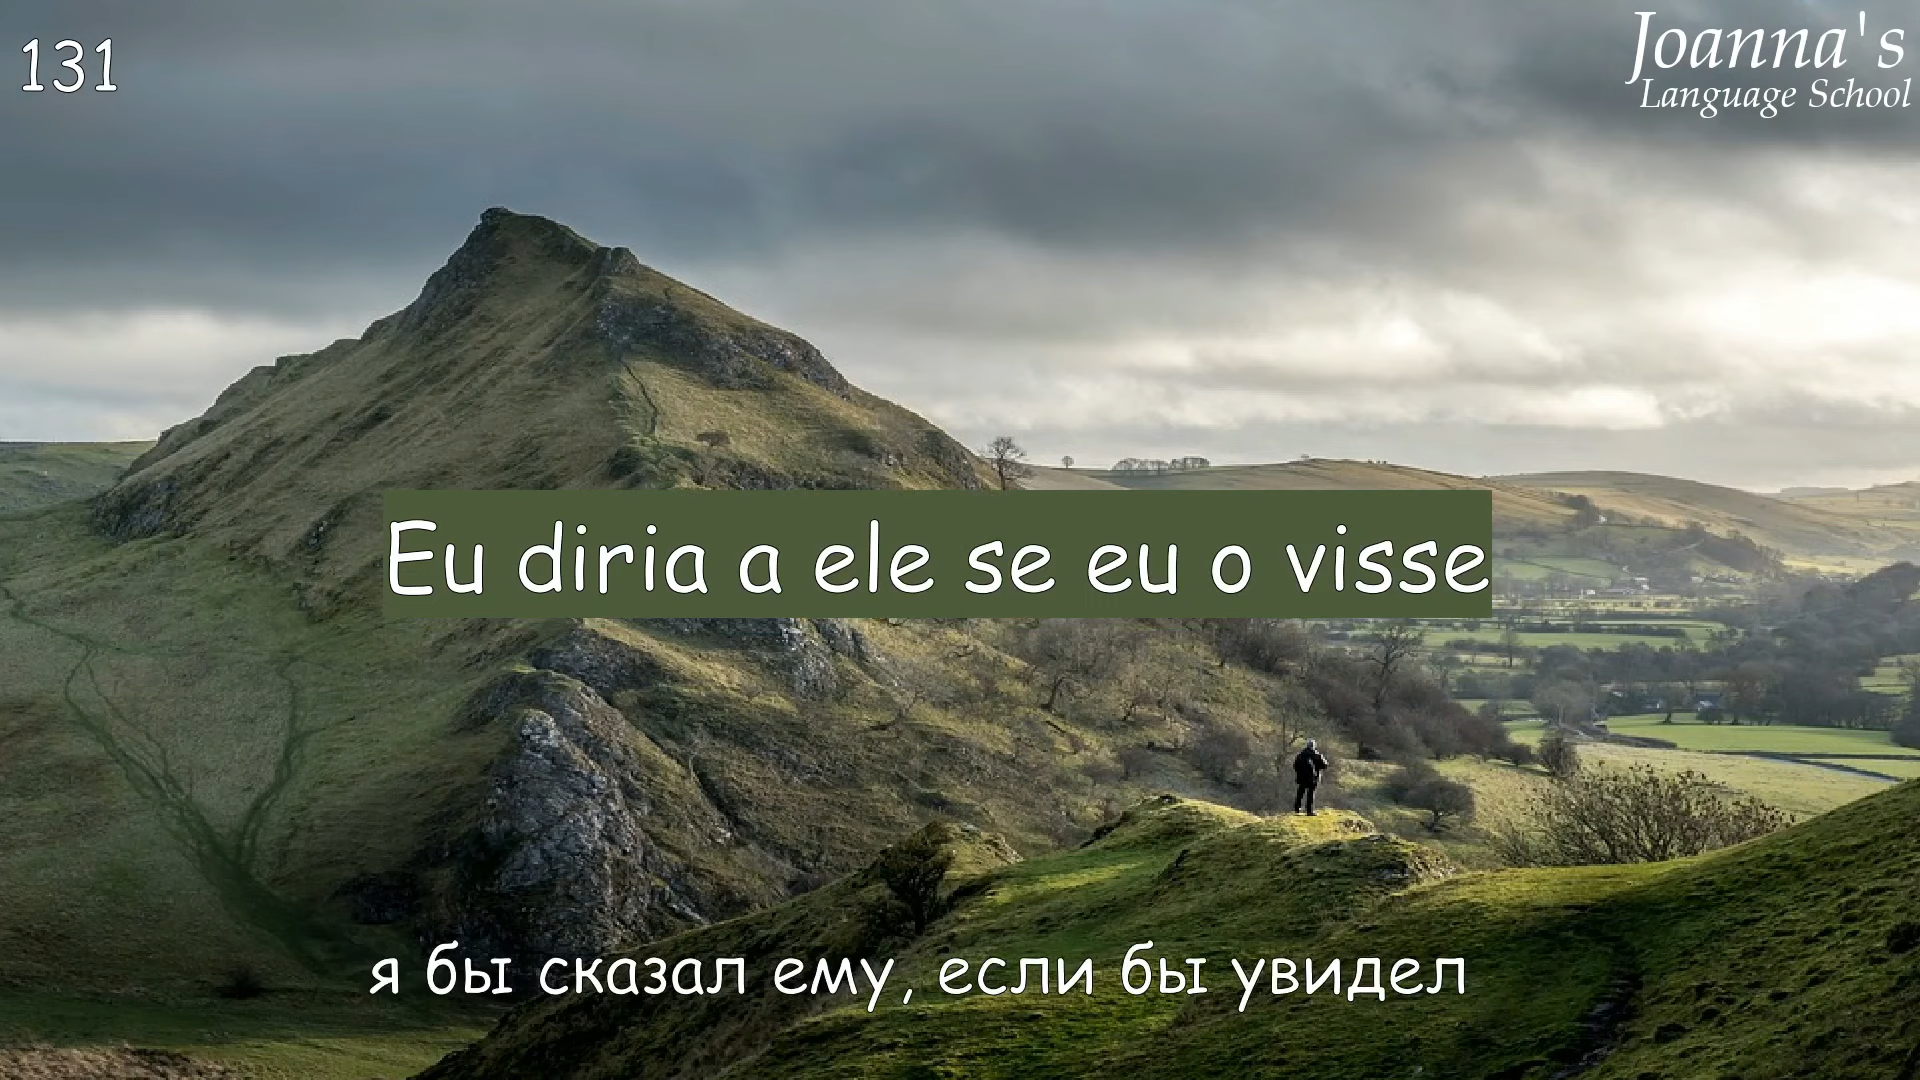 131
Joanna's
Language School
Eu diria a ele se eu o visse
я бы сказал ему, если бы увидел